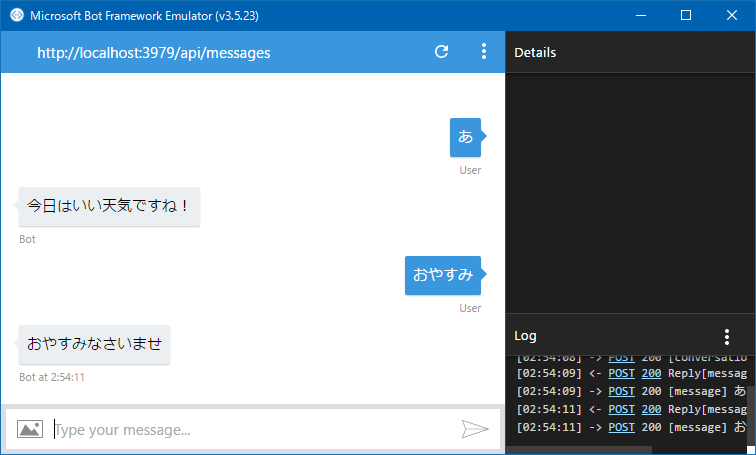 Microsoft Bot Framework Emulator (v3.5.23)
http://localhost:3979/api/messages
あ
User
今日はいい天気ですね！
Bot
おやすみ
User
おやすみなさいませ
Bot at 2:54:11
Type your message...
Details
Log
[02:54:08] -> POST 200 [conversatio
[02:54:09] <- POST 200 Reply[messag
[02:54:09] -> POST 200 [message] あ
[02:54:11] <- POST 200 Reply[messag
[02:54:11] -> POST 200 [message] お